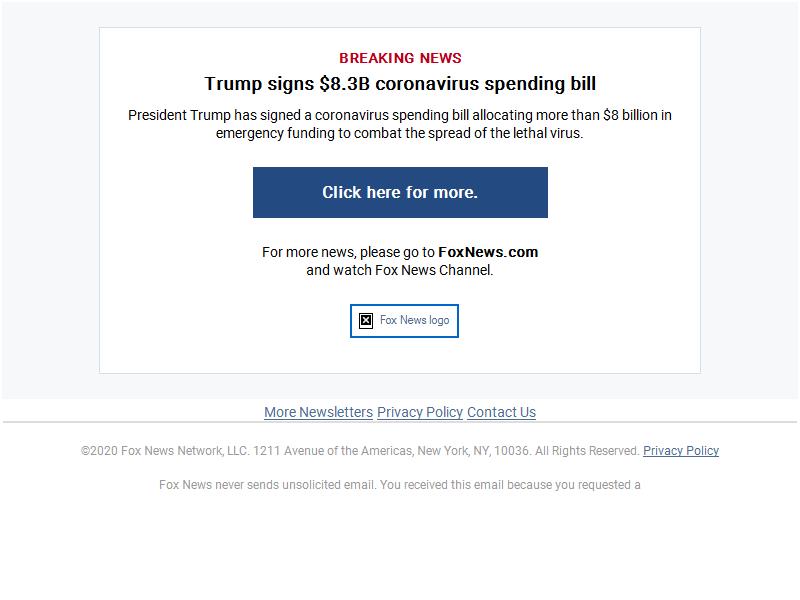 BREAKING NEWS
Trump signs $8.3B coronavirus spending bill
President Trump has signed a coronavirus spending bill allocating more than $8 billion in
emergency funding to combat the spread of the lethal virus.
Click here for more.
For more news, please go to FoxNews.com
and watch Fox News Channel.
Fox News logo
More Newsletters Privacy Policy Contact Us
©2020 Fox News Network, LLC. 1211 Avenue of the Americas, New York, NY, 10036. All Rights Reserved. Privacy Policy
Fox News never sends unsolicited email. You received this email because you requested a